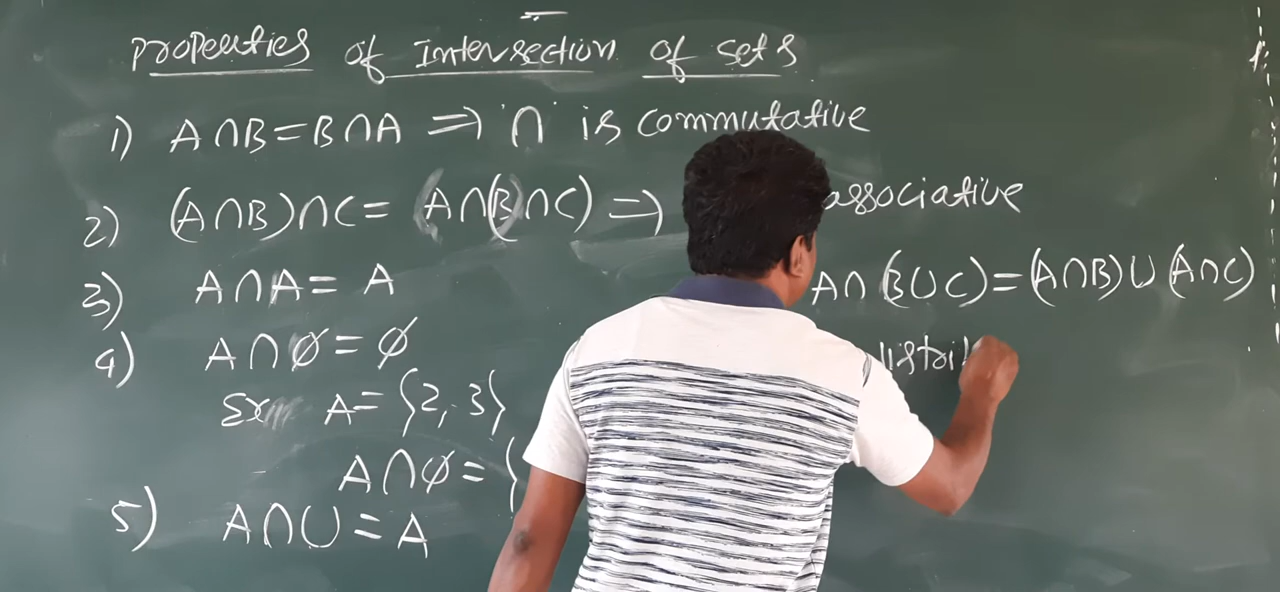 Properties of Intersection of sets
1) A∩B=B∩A ⇒ '∩' is commutative
2) (A∩B)∩C= (A∩(B)∩C) ⇒ associative
3) A∩A= A
4) A∩Ø=Ø
Ex A={2,3}
A∩Ø={
5) A∩U=A
A∩(B∪C)=(A∩B)∪(A∩C)